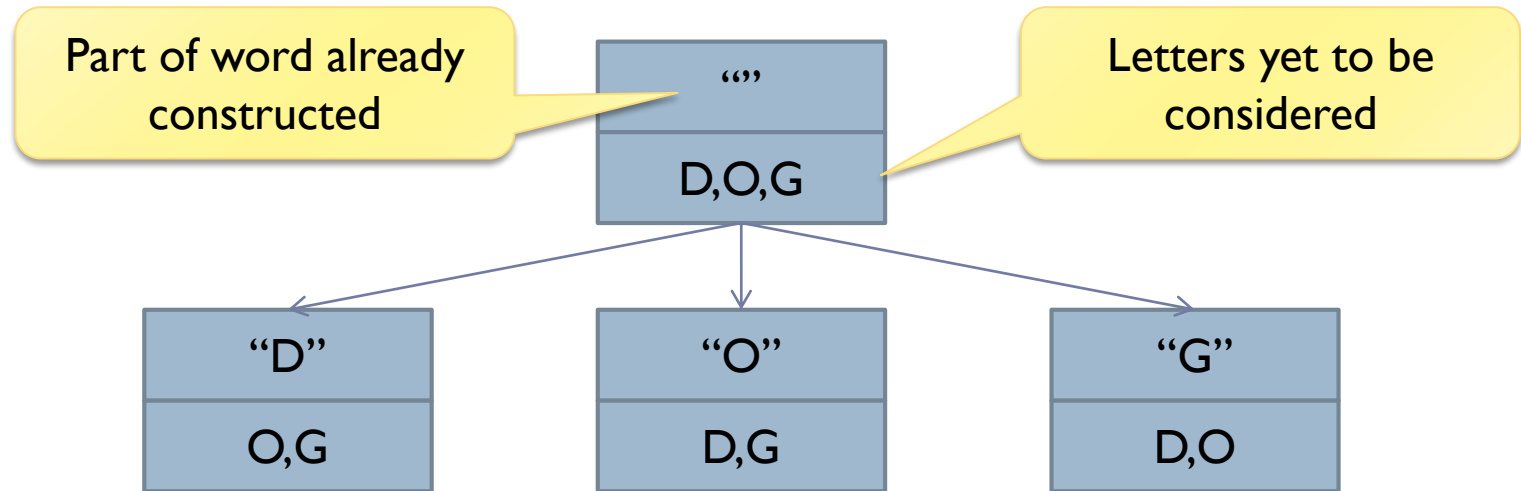 Part of word already
constructed
“”
Letters yet to be
considered
D,O,G
“D”
“O”
“G”
O,G
D,G
D,O